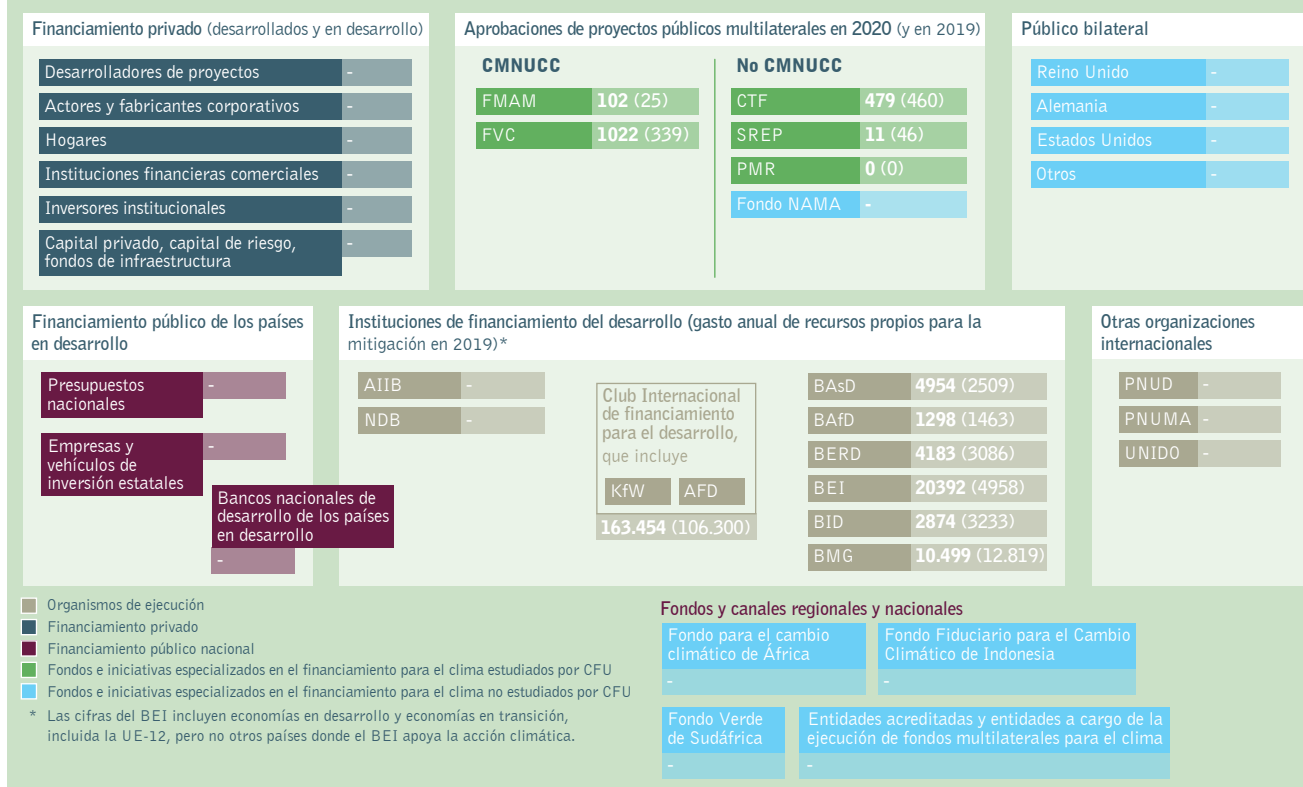 Financiamiento privado (desarrollados y en desarrollo)
Desarrolladores de proyectos -
Actores y fabricantes corporativos -
Hogares -
Instituciones financieras comerciales -
Inversores institucionales -
Capital privado, capital de riesgo, -
fondos de infraestructura
Aprobaciones de proyectos públicos multilaterales en 2020 (y en 2019)
CMNUCC
FMAM 102 (25)
FVC 1022 (339)
No CMNUCC
CTF 479 (460)
SREP 11 (46)
PMR 0 (0)
Fondo NAMA -
Público bilateral
Reino Unido -
Alemania -
Estados Unidos -
Otros -
Financiamiento público de los países
en desarrollo
Presupuestos -
nacionales
Empresas y -
vehículos de
inversión estatales
Bancos nacionales de
desarrollo de los países
en desarrollo
-
Instituciones de financiamiento del desarrollo (gasto anual de recursos propios para la
mitigación en 2019)*
AIIB -
NDB -
Club Internacional
de financiamiento
para el desarrollo,
que incluye
KfW AFD
163.454 (106.300)
BAsD 4954 (2509)
BAfD 1298 (1463)
BERD 4183 (3086)
BEI 20392 (4958)
BID 2874 (3233)
BMG 10.499 (12.819)
Otras organizaciones
internacionales
PNUD -
PNUMA -
UNIDO -
Organismos de ejecución
Financiamiento privado
Financiamiento público nacional
Fondos e iniciativas especializados en el financiamiento para el clima estudiados por CFU
Fondos e iniciativas especializados en el financiamiento para el clima no estudiados por CFU
* Las cifras del BEI incluyen economías en desarrollo y economías en transición,
incluida la UE-12, pero no otros países donde el BEI apoya la acción climática.
Fondos y canales regionales y nacionales
Fondo para el cambio
climático de África
-
Fondo Fiduciario para el Cambio
Climático de Indonesia
-
Fondo Verde
de Sudáfrica
-
Entidades acreditadas y entidades a cargo de la
ejecución de fondos multilaterales para el clima
-